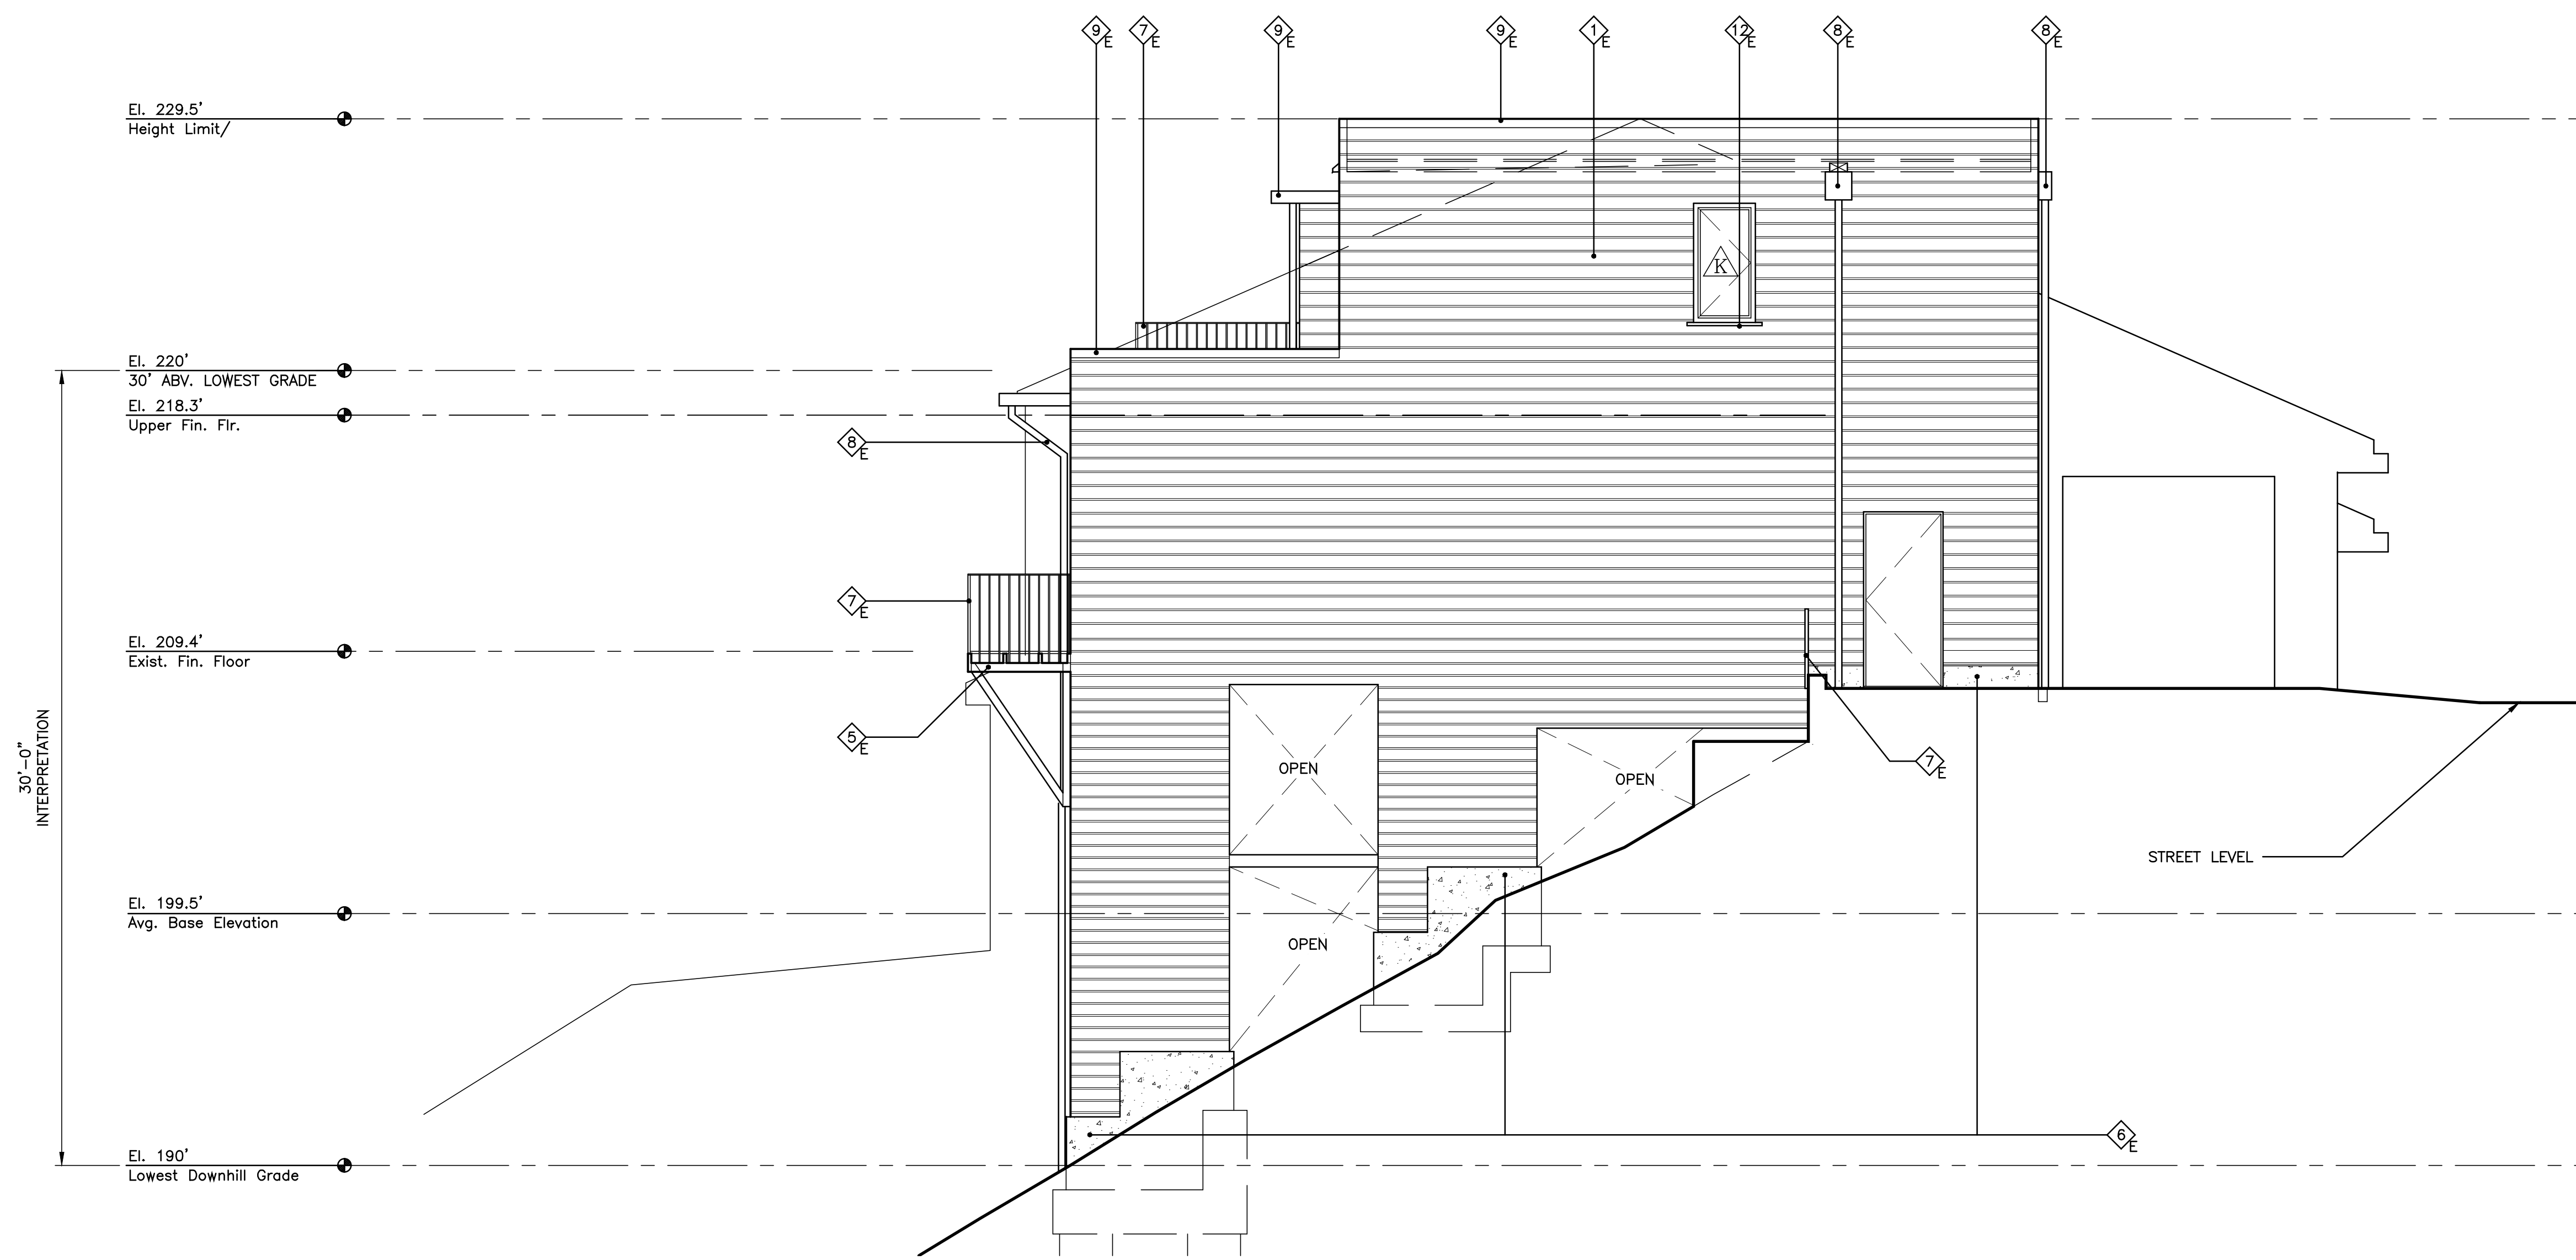 9 E
7 E
9 E
9 E
1 E
12 E
8 E
8 E
El. 229.5'
Height Limit/
K
El. 220'
30' ABV. LOWEST GRADE
El. 218.3'
Upper Fin. Flr.
8 E
7 E
El. 209.4'
Exist. Fin. Floor
5 E
30'-0"
INTERPRETATION
OPEN
OPEN
7 E
STREET LEVEL
El. 199.5'
Avg. Base Elevation
OPEN
6 E
El. 190'
Lowest Downhill Grade